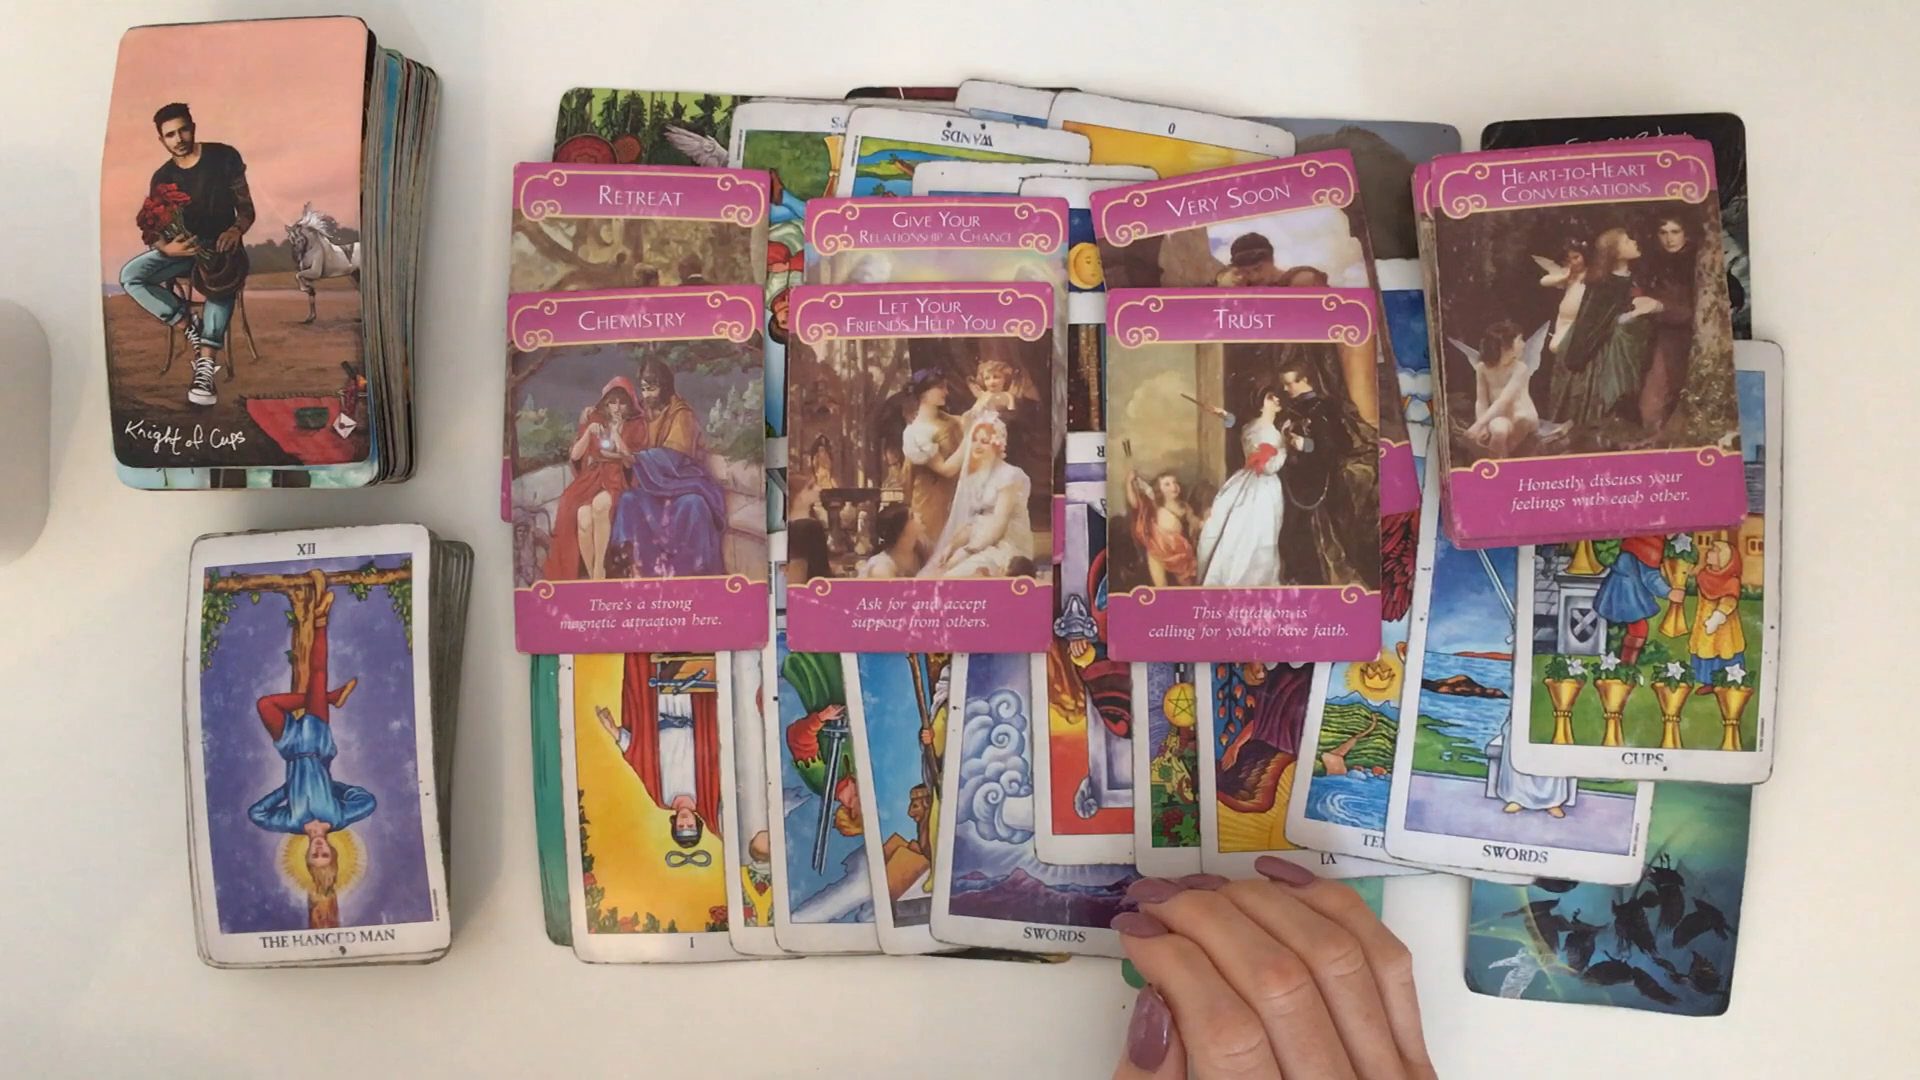 Knight of Cups
XII
THE HANGED MAN
WANDS
0
RETREAT
GIVE YOUR
RELATIONSHIP A CHANCE
VERY SOON
HEART-TO-HEART
CONVERSATIONS
Honestly discuss your
feelings with each other.
CHEMISTRY
There's a strong
magnetic attraction here.
LET YOUR
FRIENDS HELP YOU
Ask for and accept
support from others.
TRUST
This situation is
calling for you to have faith.
I
SWORDS
SWORDS
CUPS